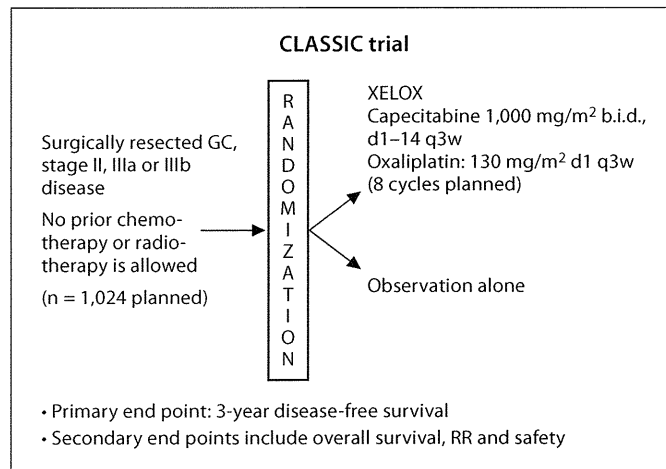 CLASSIC trial
Surgically resected GC,
stage II, IIIa or IIIb
disease
No prior chemo-
therapy or radio-
therapy is allowed
(n = 1,024 planned)
RANDOMIZATION
XELOX
Capecitabine 1,000 mg/m² b.i.d.,
d1–14 q3w
Oxaliplatin: 130 mg/m² d1 q3w
(8 cycles planned)
Observation alone
• Primary end point: 3-year disease-free survival
• Secondary end points include overall survival, RR and safety